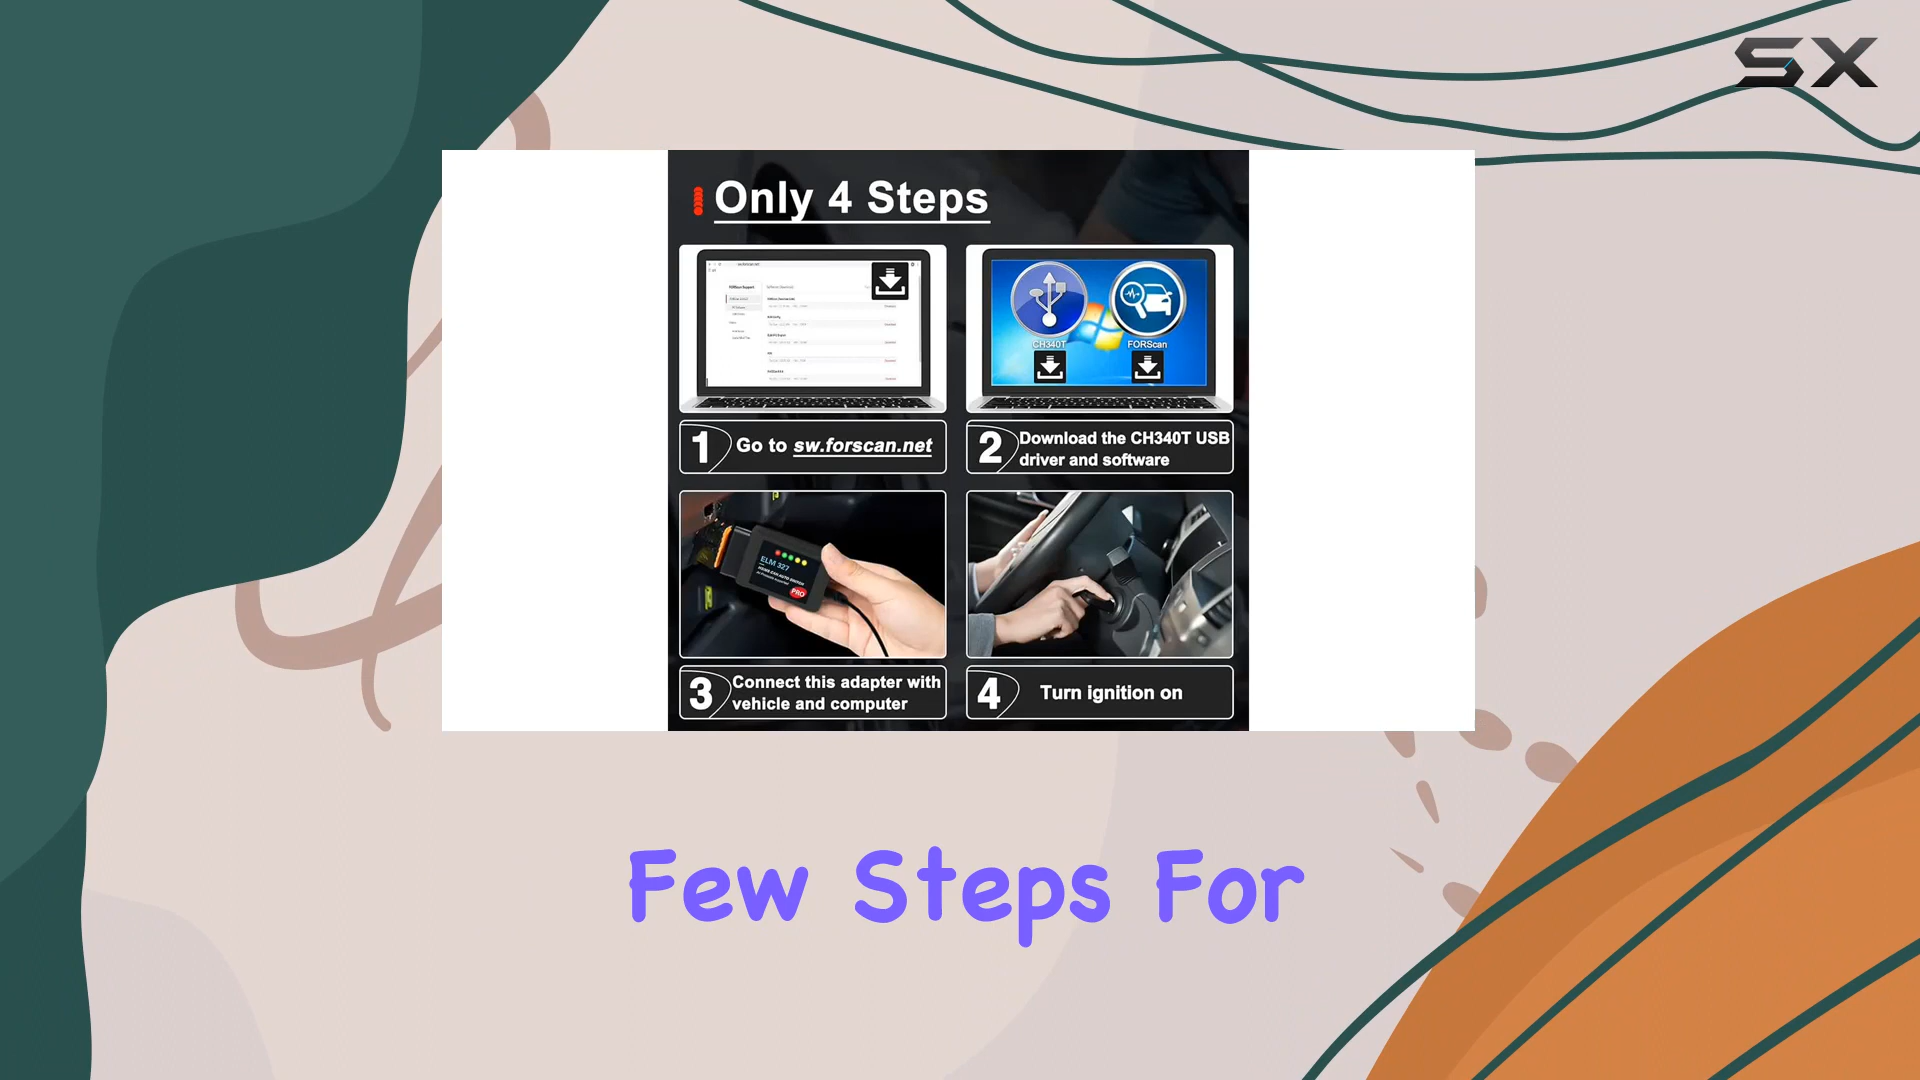 SX
Only 4 Steps
CH340T
FORScan
1 Go to sw.forscan.net
2 Download the CH340T USB
driver and software
ELM 327
PRO
3 Connect this adapter with
vehicle and computer
4 Turn ignition on
Few Steps For